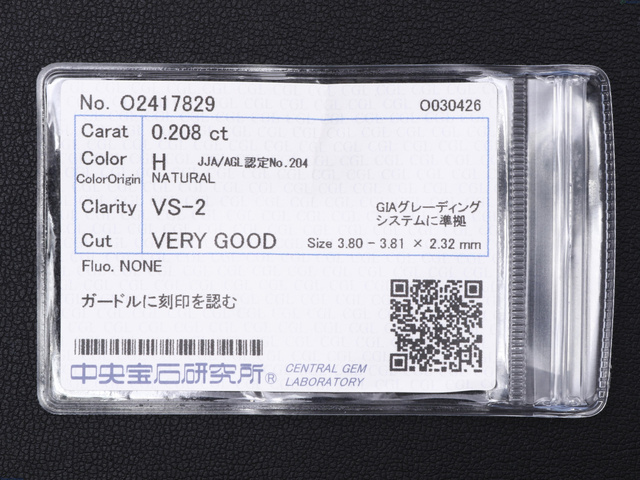 No. O2417829 O030426
Carat 0.208 ct
Color H JJA/AGL認定No.204
ColorOrigin NATURAL
Clarity VS-2 GIAグレーディング
システムに準拠
Cut VERY GOOD Size 3.80 - 3.81 × 2.32 mm
Fluo. NONE
ガードルに刻印を認む
中央宝石研究所® CENTRAL GEM
LABORATORY